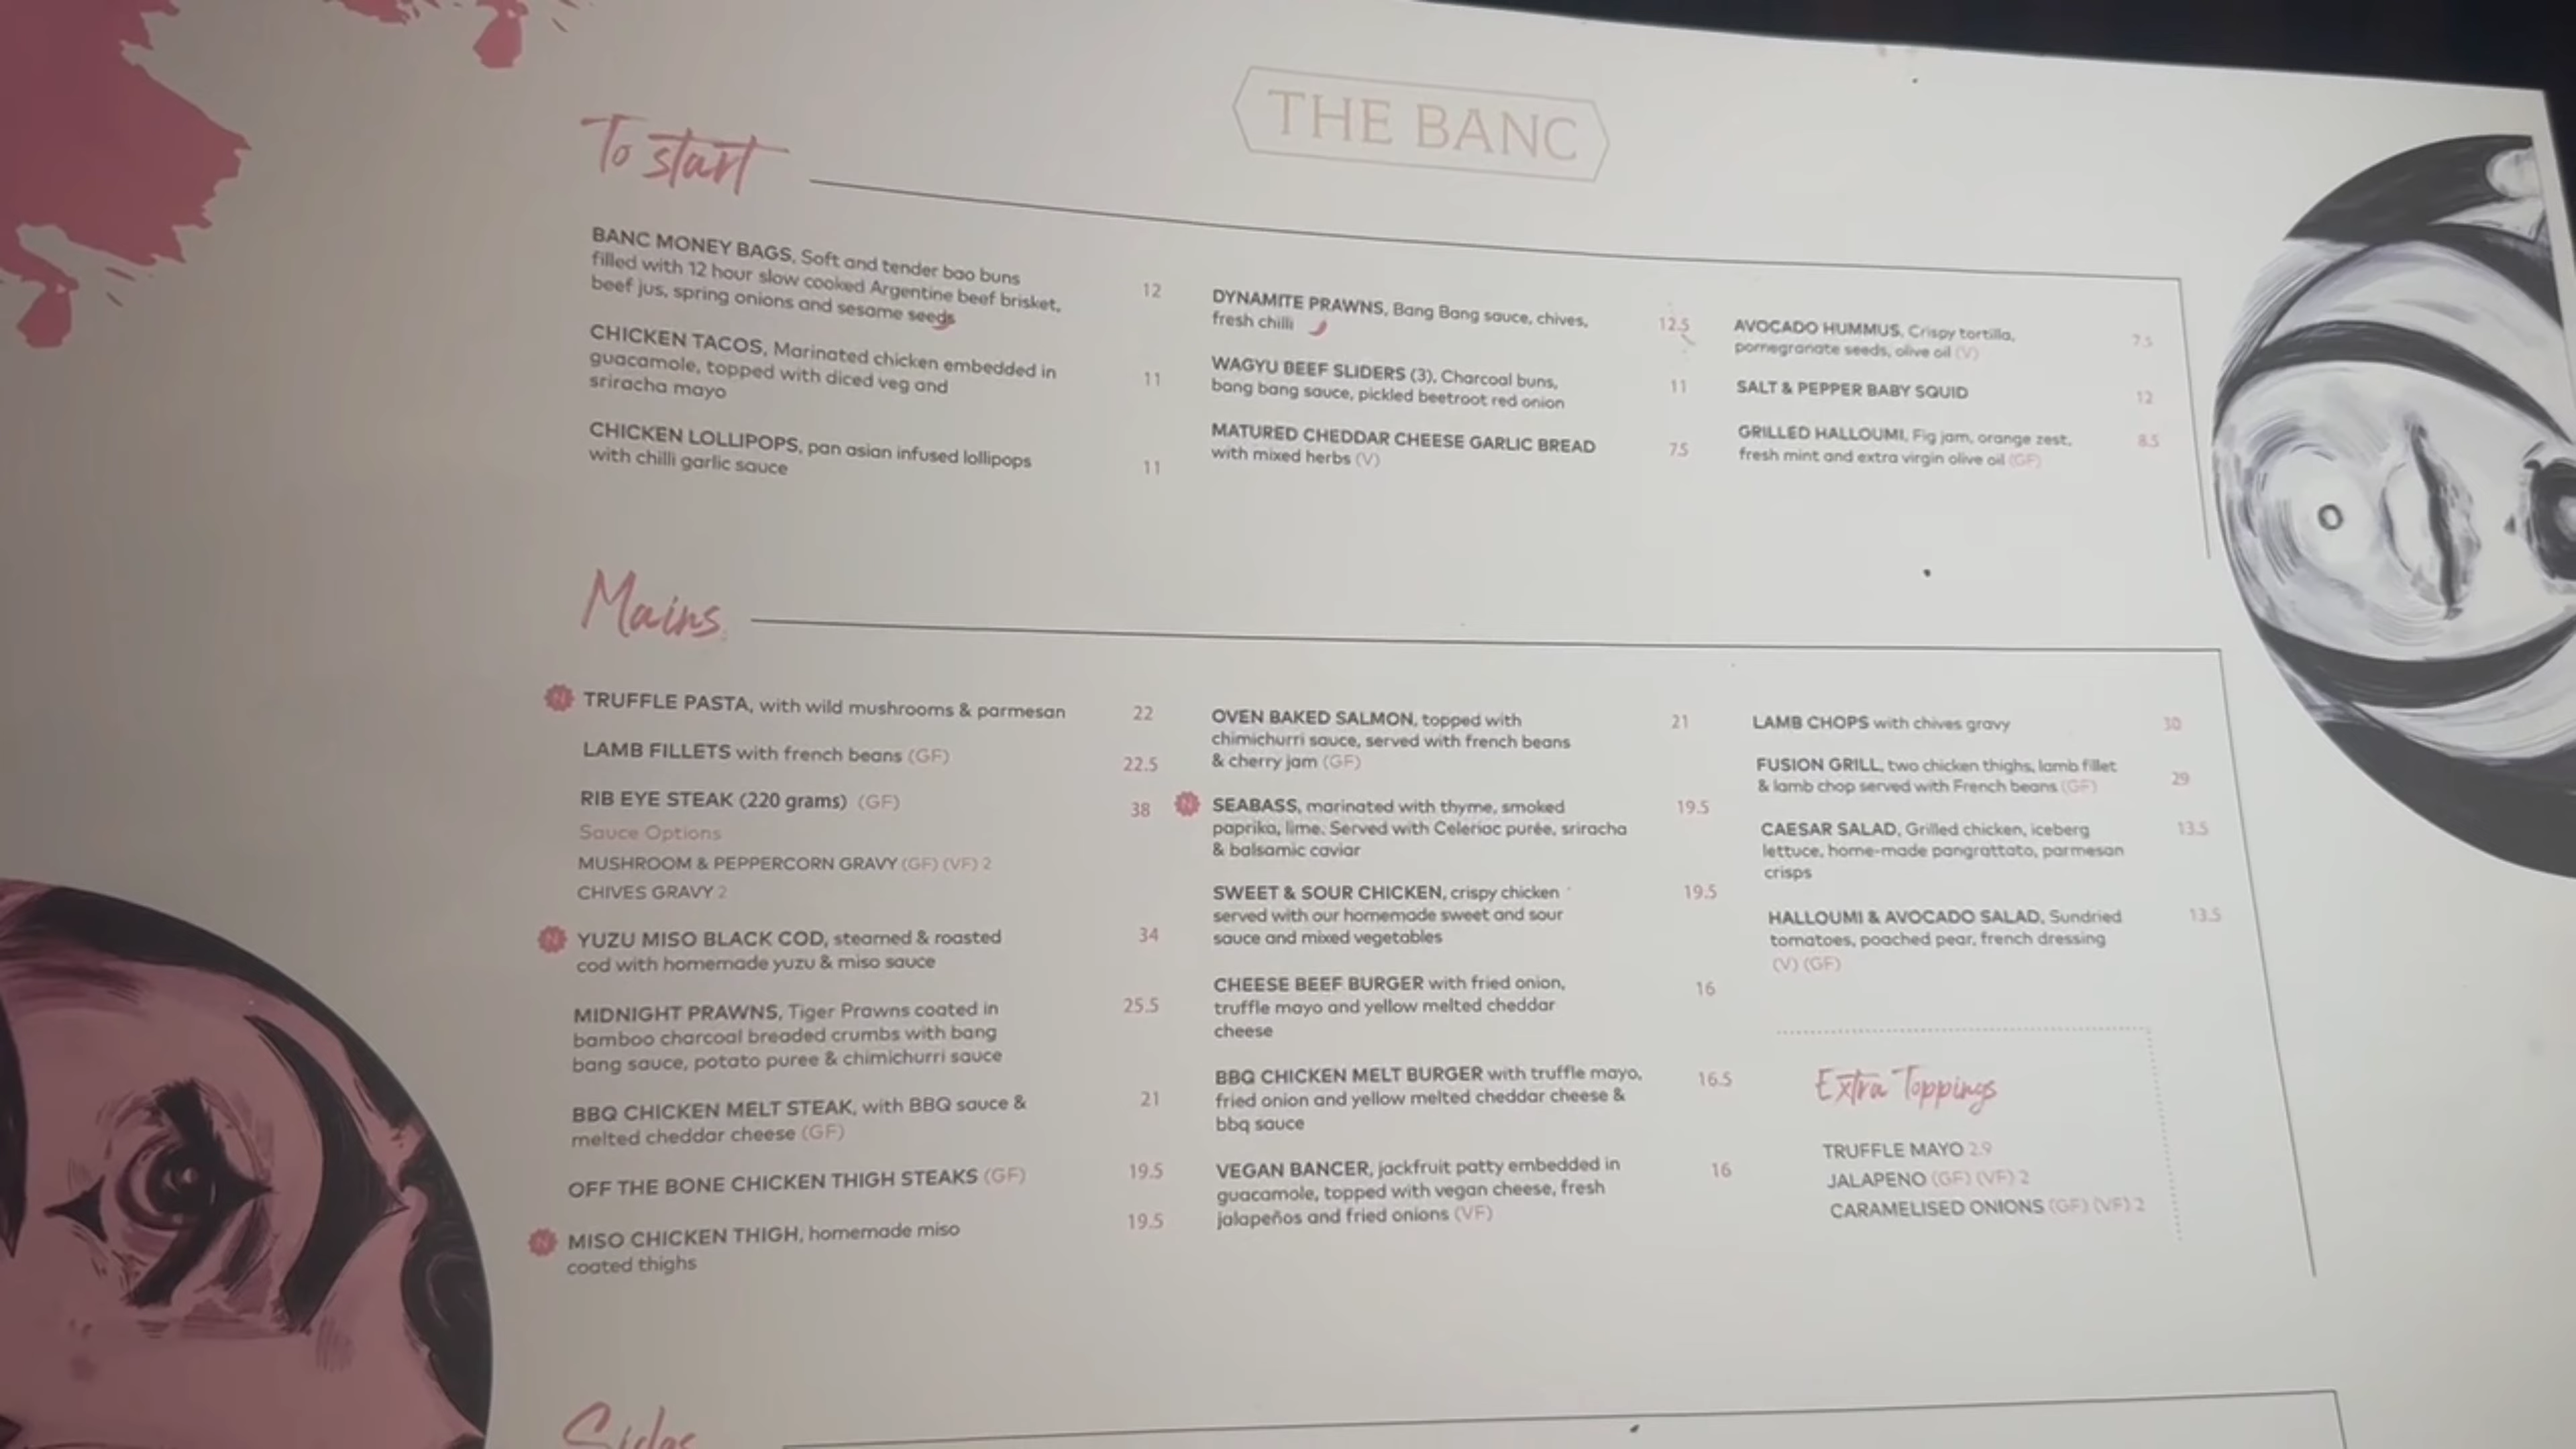 THE BANC
To start
BANC MONEY BAGS, Soft and tender bao buns
filled with 12 hour slow cooked Argentine beef brisket,
beef jus, spring onions and sesame seeds
12
CHICKEN TACOS, Marinated chicken embedded in
guacamole, topped with diced veg and
sriracha mayo
11
CHICKEN LOLLIPOPS, pan asian infused lollipops
with chilli garlic sauce
11
DYNAMITE PRAWNS, Bang Bang sauce, chives,
fresh chilli
12.5
WAGYU BEEF SLIDERS (3), Charcoal buns,
bang bang sauce, pickled beetroot red onion
11
MATURED CHEDDAR CHEESE GARLIC BREAD
with mixed herbs (V)
7.5
AVOCADO HUMMUS, Crispy tortilla,
pomegranate seeds, olive oil (V)
7.5
SALT & PEPPER BABY SQUID
12
GRILLED HALLOUMI, Fig jam, orange zest,
fresh mint and extra virgin olive oil (GF)
8.5
Mains
N TRUFFLE PASTA, with wild mushrooms & parmesan
22
LAMB FILLETS with french beans (GF)
22.5
RIB EYE STEAK (220 grams) (GF)
38
Sauce Options
MUSHROOM & PEPPERCORN GRAVY (GF) (VF) 2
CHIVES GRAVY 2
N YUZU MISO BLACK COD, steamed & roasted
cod with homemade yuzu & miso sauce
34
MIDNIGHT PRAWNS, Tiger Prawns coated in
bamboo charcoal breaded crumbs with bang
bang sauce, potato puree & chimichurri sauce
25.5
BBQ CHICKEN MELT STEAK, with BBQ sauce &
melted cheddar cheese (GF)
21
OFF THE BONE CHICKEN THIGH STEAKS (GF)
19.5
N MISO CHICKEN THIGH, homemade miso
coated thighs
19.5
OVEN BAKED SALMON, topped with
chimichurri sauce, served with french beans
& cherry jam (GF)
21
N SEABASS, marinated with thyme, smoked
paprika, lime. Served with Celeriac purée, sriracha
& balsamic caviar
19.5
SWEET & SOUR CHICKEN, crispy chicken
served with our homemade sweet and sour
sauce and mixed vegetables
19.5
CHEESE BEEF BURGER with fried onion,
truffle mayo and yellow melted cheddar
cheese
16
BBQ CHICKEN MELT BURGER with truffle mayo,
fried onion and yellow melted cheddar cheese &
bbq sauce
16.5
VEGAN BANCER, jackfruit patty embedded in
guacamole, topped with vegan cheese, fresh
jalapeños and fried onions (VF)
16
LAMB CHOPS with chives gravy
30
FUSION GRILL, two chicken thighs, lamb fillet
& lamb chop served with French beans (GF)
29
CAESAR SALAD, Grilled chicken, iceberg
lettuce, home-made pangrattato, parmesan
crisps
13.5
HALLOUMI & AVOCADO SALAD, Sundried
tomatoes, poached pear, french dressing
(V) (GF)
13.5
Extra Toppings
TRUFFLE MAYO 2.9
JALAPENO (GF) (VF) 2
CARAMELISED ONIONS (GF) (VF) 2
Sides